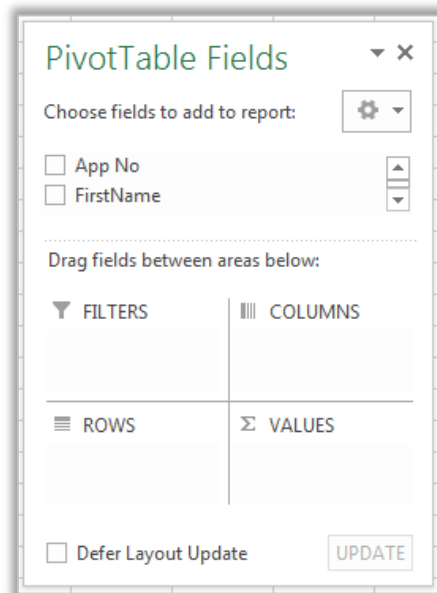 PivotTable Fields
Choose fields to add to report:
App No
FirstName
Drag fields between areas below:
FILTERS
COLUMNS
ROWS
Σ VALUES
Defer Layout Update
UPDATE